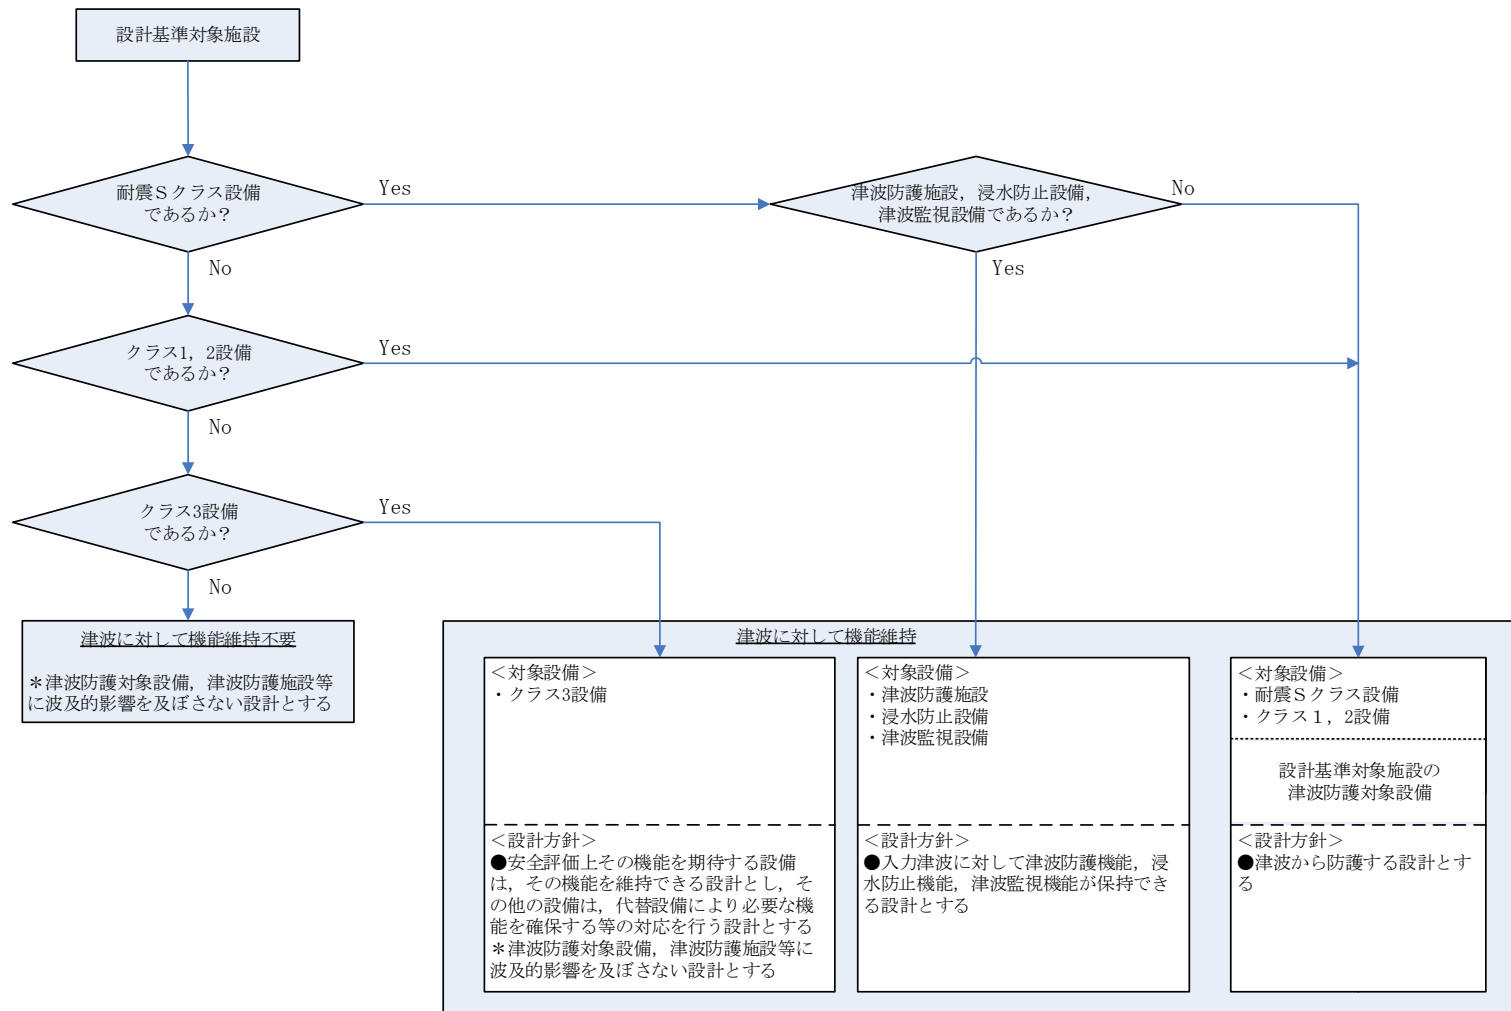 設計基準対象施設
耐震Sクラス設備
であるか?
Yes
No
津波防護施設,浸水防止設備,
津波監視設備であるか?
No
Yes
クラス1,2設備
であるか?
Yes
No
クラス3設備
であるか?
Yes
No
津波に対して機能維持不要
*津波防護対象設備,津波防護施設等
に波及的影響を及ぼさない設計とする
津波に対して機能維持
<対象設備>
・クラス3設備
<設計方針>
●安全評価上その機能を期待する設備
は,その機能を維持できる設計とし,そ
の他の設備は,代替設備により必要な機
能を確保する等の対応を行う設計とする
*津波防護対象設備,津波防護施設等に
波及的影響を及ぼさない設計とする
<対象設備>
・津波防護施設
・浸水防止設備
・津波監視設備
<設計方針>
●入力津波に対して津波防護機能,浸
水防止機能,津波監視機能が保持でき
る設計とする
<対象設備>
・耐震Sクラス設備
・クラス1,2設備
設計基準対象施設の
津波防護対象設備
<設計方針>
●津波から防護する設計とす
る